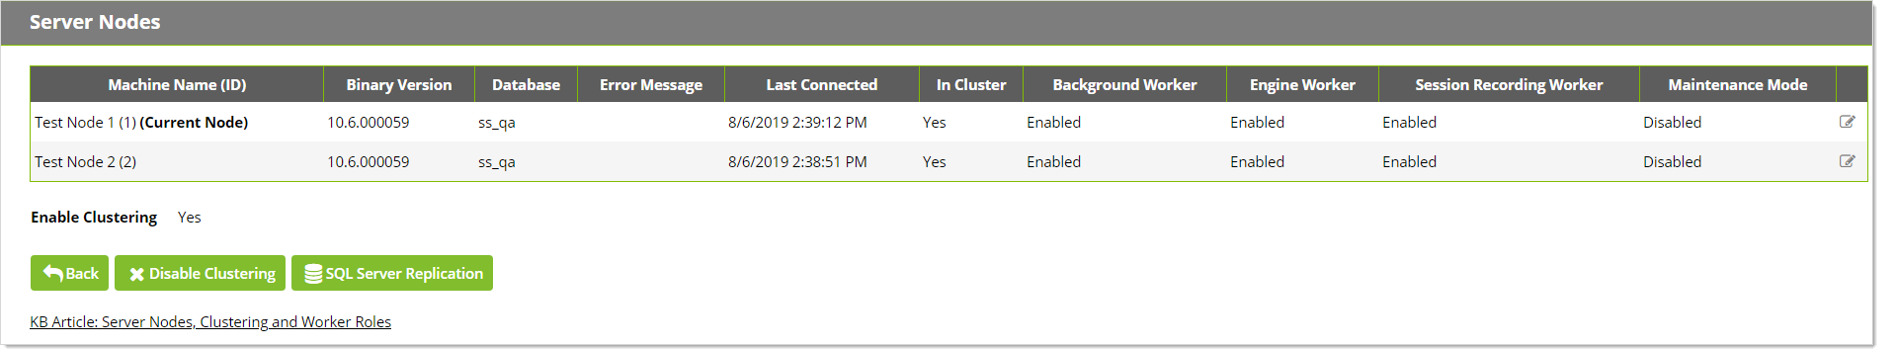 Server Nodes
Machine Name (ID) Binary Version Database Error Message Last Connected In Cluster Background Worker Engine Worker Session Recording Worker Maintenance Mode
Test Node 1 (1) (Current Node) 10.6.000059 ss_qa 8/6/2019 2:39:12 PM Yes Enabled Enabled Enabled Disabled
Test Node 2 (2) 10.6.000059 ss_qa 8/6/2019 2:38:51 PM Yes Enabled Enabled Enabled Disabled
Enable Clustering Yes
Back Disable Clustering SQL Server Replication
KB Article: Server Nodes, Clustering and Worker Roles